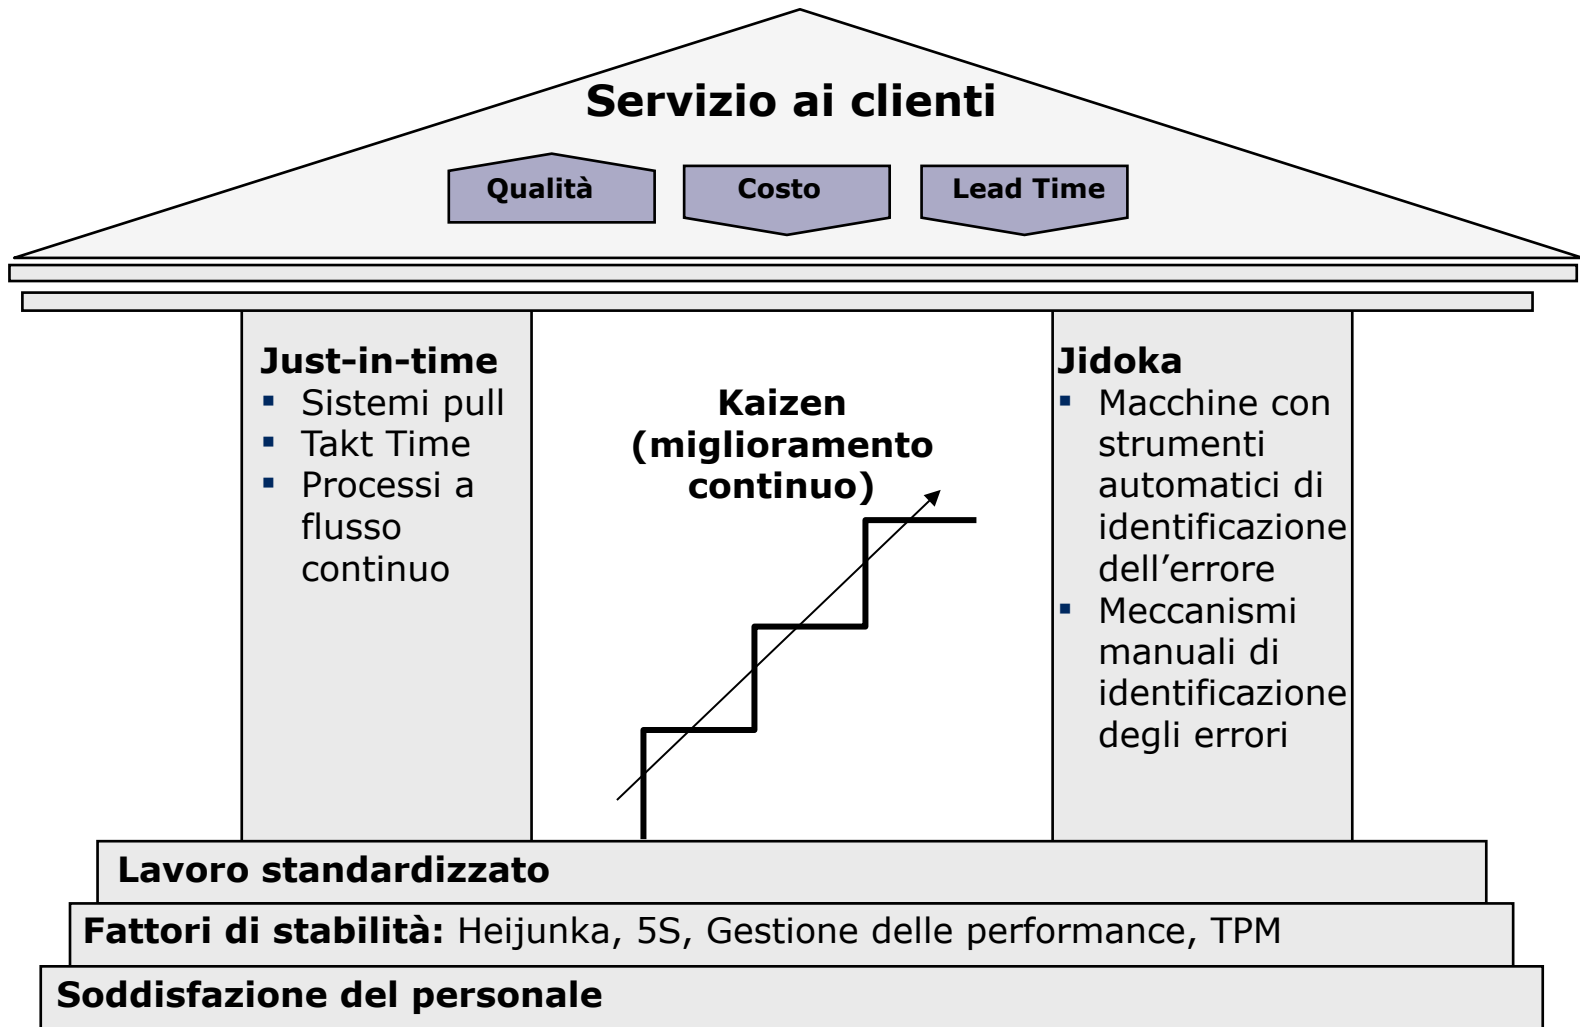 Servizio ai clienti
Qualità
Costo
Lead Time
Just-in-time
▪ Sistemi pull
▪ Takt Time
▪ Processi a
flusso
continuo
Kaizen
(miglioramento
continuo)
Jidoka
▪ Macchine con
strumenti
automatici di
identificazione
dell’errore
▪ Meccanismi
manuali di
identificazione
degli errori
Lavoro standardizzato
Fattori di stabilità: Heijunka, 5S, Gestione delle performance, TPM
Soddisfazione del personale